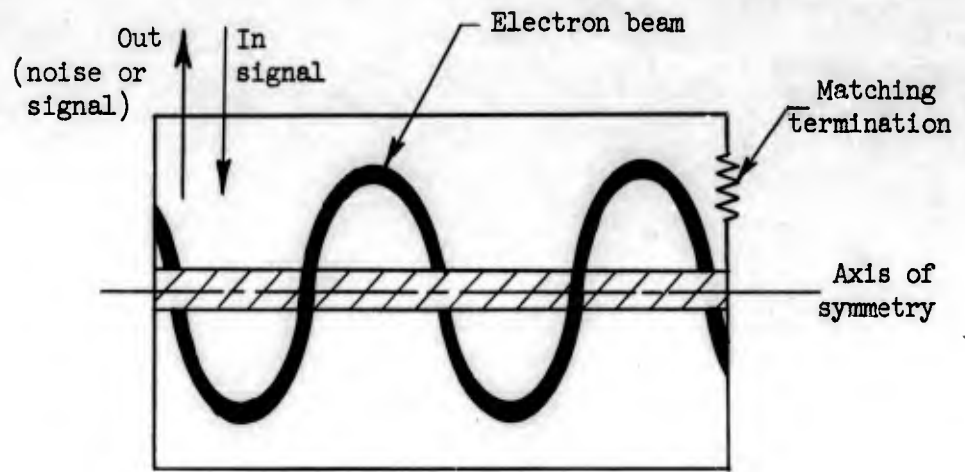 Out
(noise or
signal)
In
signal
Electron beam
Matching
termination
Axis of
symmetry